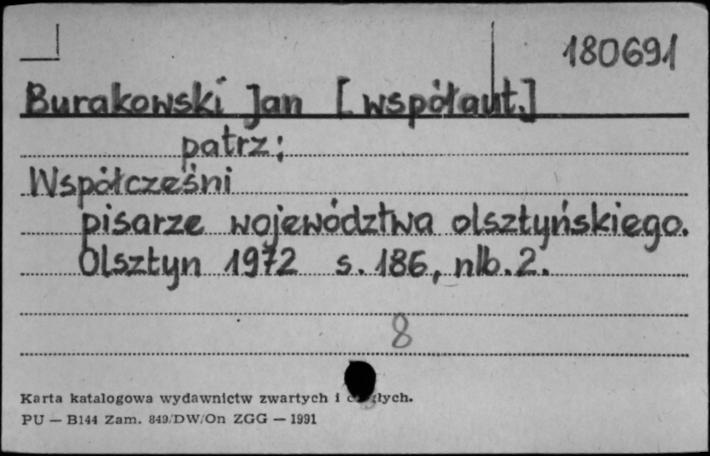 180691
Burakowski Jan [współaut.]
patrz:
Współcześni
pisarze województwa olsztyńskiego.
Olsztyn 1972 s. 186, nlb. 2.
8
Karta katalogowa wydawnictw zwartych i
PU — B144 Zam. 849/DW/On ZGG — 1991